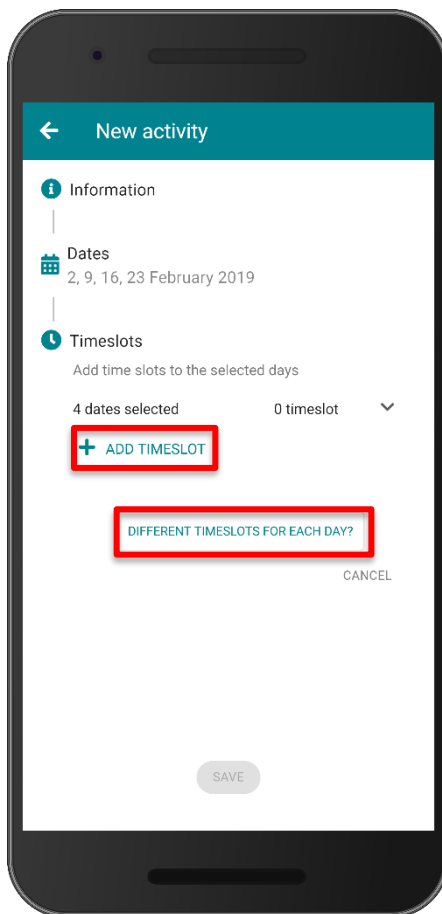 New activity
Information
Dates
2, 9, 16, 23 February 2019
Timeslots
Add time slots to the selected days
4 dates selected 0 timeslot
ADD TIMESLOT
DIFFERENT TIMESLOTS FOR EACH DAY?
CANCEL
SAVE